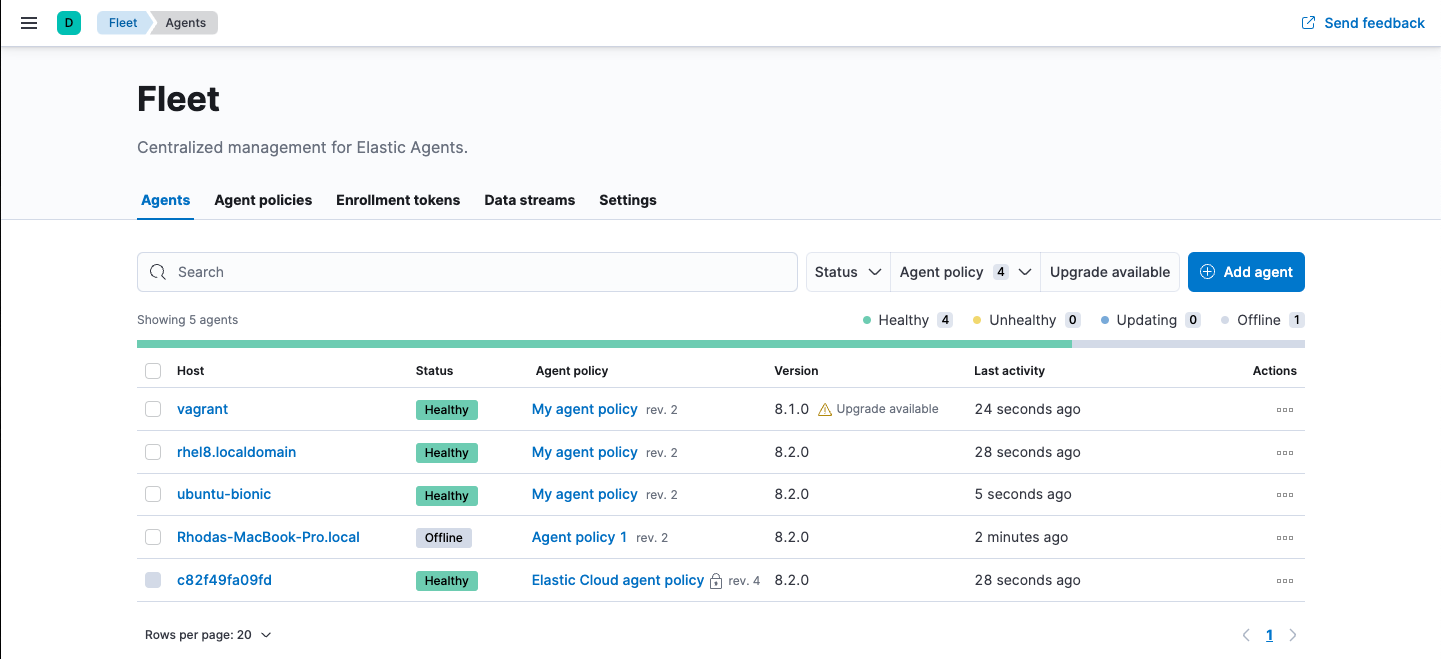 D Fleet Agents Send feedback
Fleet
Centralized management for Elastic Agents.
Agents Agent policies Enrollment tokens Data streams Settings
Search Status Agent policy 4 Upgrade available Add agent
Showing 5 agents Healthy 4 Unhealthy 0 Updating 0 Offline 1
Host Status Agent policy Version Last activity Actions
vagrant Healthy My agent policy rev. 2 8.1.0 Upgrade available 24 seconds ago
rhel8.localdomain Healthy My agent policy rev. 2 8.2.0 28 seconds ago
ubuntu-bionic Healthy My agent policy rev. 2 8.2.0 5 seconds ago
Rhodas-MacBook-Pro.local Offline Agent policy 1 rev. 2 8.2.0 2 minutes ago
c82f49fa09fd Healthy Elastic Cloud agent policy rev. 4 8.2.0 28 seconds ago
Rows per page: 20 1